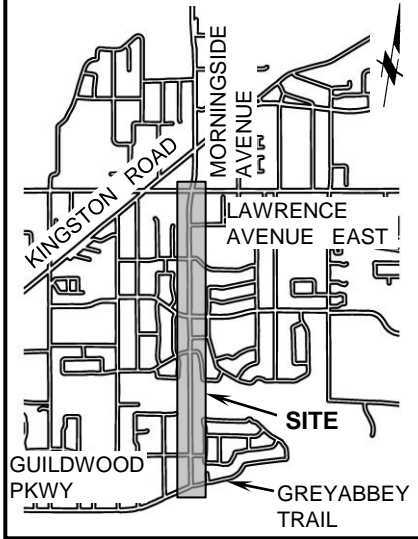 MORNINGSIDE
AVENUE
KINGSTON ROAD
LAWRENCE
AVENUE EAST
SITE
GUILDWOOD
PKWY
GREYABBEY
TRAIL